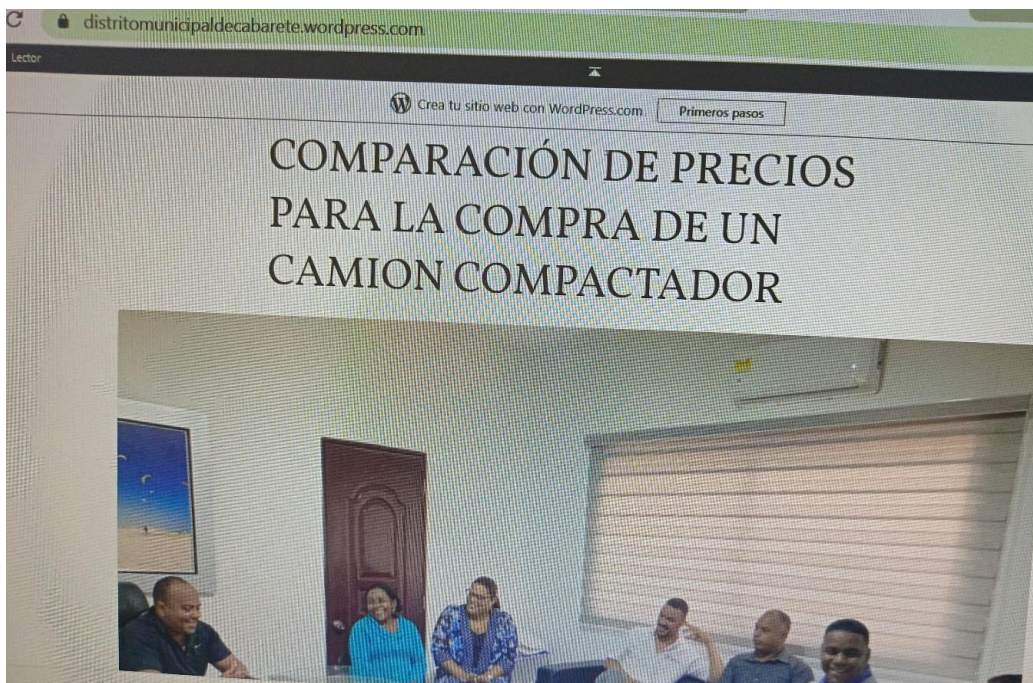 distritomunicipaldecabarete.wordpress.com
Lector
Crea tu sitio web con WordPress.com
Primeros pasos
COMPARACIÓN DE PRECIOS
PARA LA COMPRA DE UN
CAMION COMPACTADOR